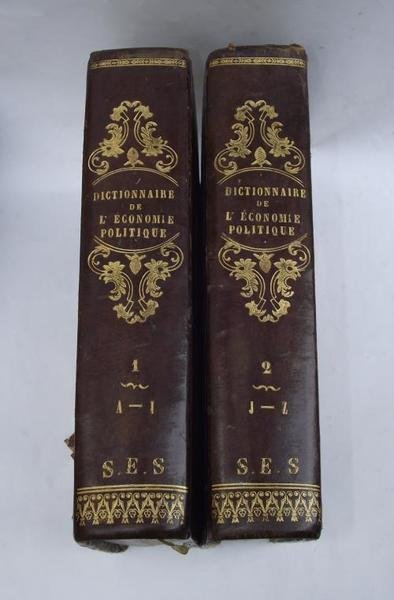 DICTIONNAIRE
DE
L'ÉCONOMIE
POLITIQUE
1
A—I
S.E.S
DICTIONNAIRE
DE
L'ÉCONOMIE
POLITIQUE
2
J—Z
S.E.S